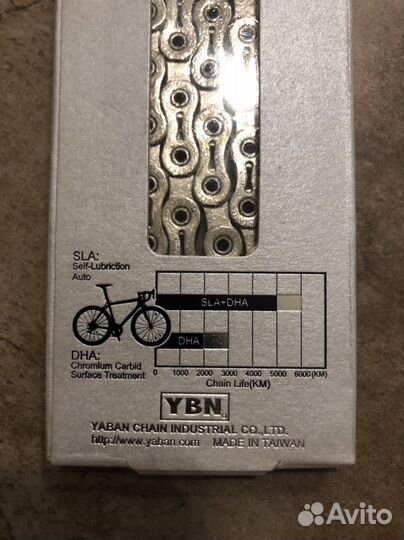 SLA:
Self-Lubriction
Auto
SLA+DHA
DHA
DHA:
Chromium Carbid
Surface Treatment
0 1000 2000 3000 4000 5000 6000(KM)
Chain Life(KM)
YBN
YABAN CHAIN INDUSTRIAL CO.,LTD.
http://www.yaban.com MADE IN TAIWAN
Avito